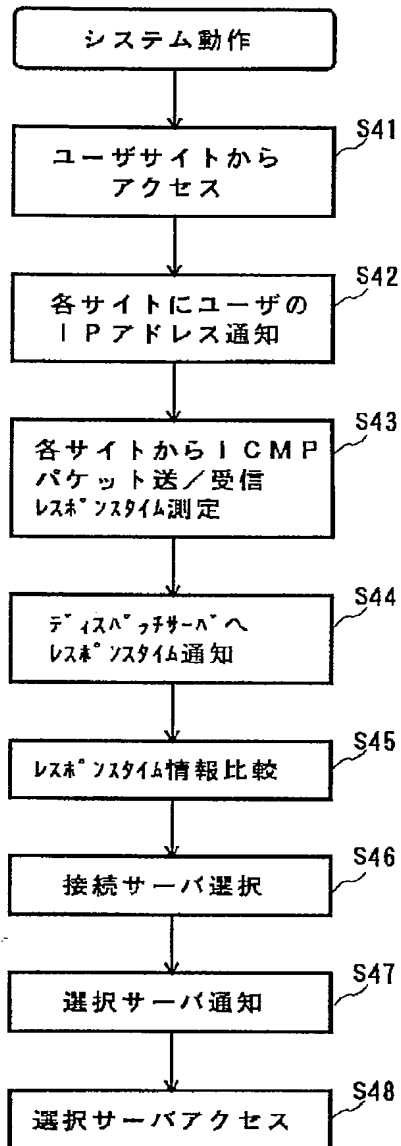 システム動作
S41
ユーザサイトから
アクセス
S42
各サイトにユーザの
ＩＰアドレス通知
S43
各サイトからＩＣＭＰ
パケット送／受信
ﾚｽﾎﾟﾝｽﾀｲﾑ測定
S44
ﾃﾞｨｽﾊﾟｯﾁｻｰﾊﾞへ
ﾚｽﾎﾟﾝｽﾀｲﾑ通知
S45
ﾚｽﾎﾟﾝｽﾀｲﾑ情報比較
S46
接続サーバ選択
S47
選択サーバ通知
S48
選択サーバアクセス